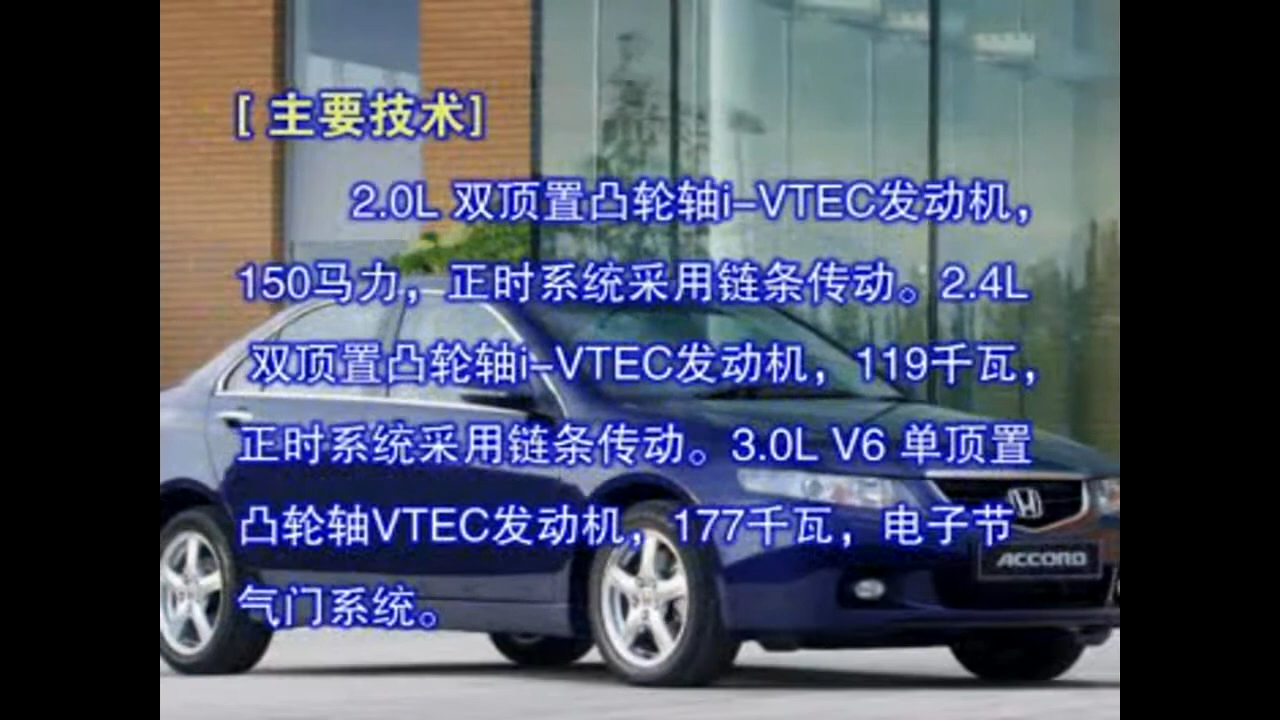 [ 主要技术]
2.0L 双顶置凸轮轴i-VTEC发动机，
150马力，正时系统采用链条传动。2.4L
双顶置凸轮轴i-VTEC发动机，119千瓦，
正时系统采用链条传动。3.0L V6 单顶置
凸轮轴VTEC发动机，177千瓦，电子节
气门系统。
ACCORD